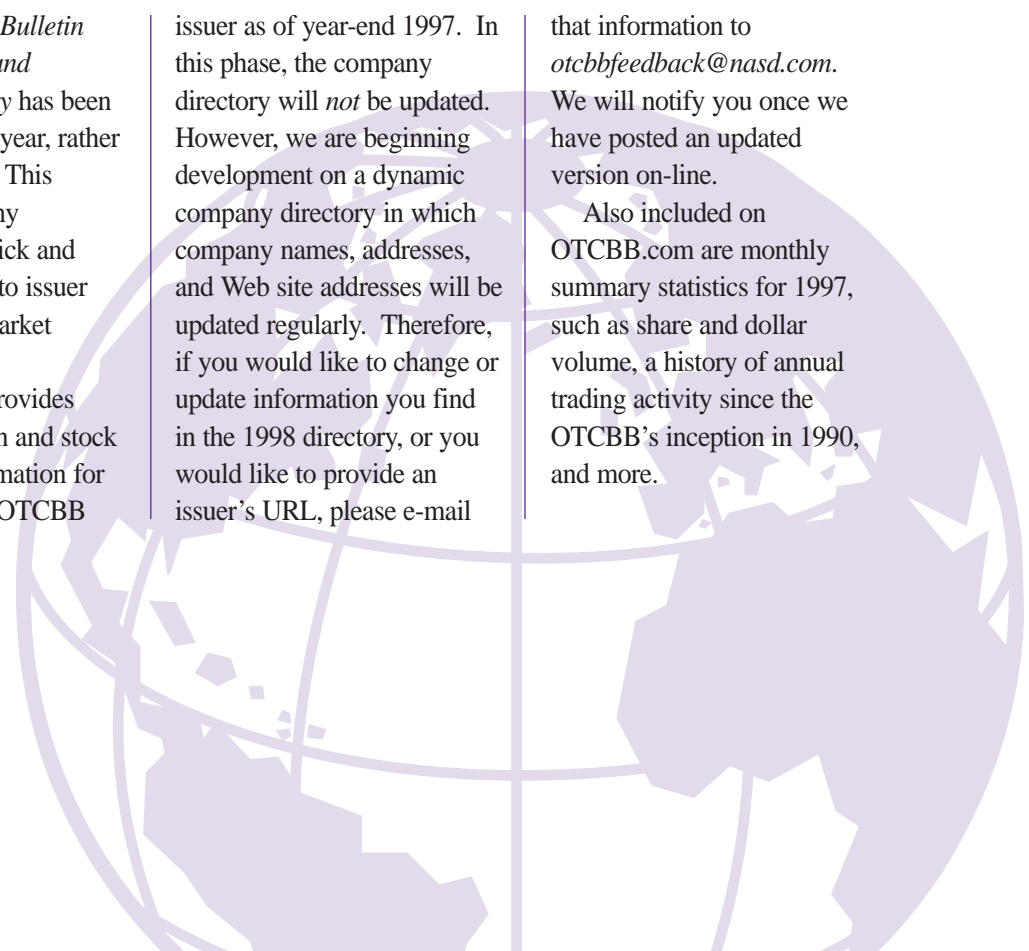 Bulletin
and
y has been
year, rather
This
ny
ick and
to issuer
arket
rovides
n and stock
mation for
OTCBB
issuer as of year-end 1997. In
this phase, the company
directory will not be updated.
However, we are beginning
development on a dynamic
company directory in which
company names, addresses,
and Web site addresses will be
updated regularly. Therefore,
if you would like to change or
update information you find
in the 1998 directory, or you
would like to provide an
issuer’s URL, please e-mail
that information to
otcbbfeedback@nasd.com.
We will notify you once we
have posted an updated
version on-line.
Also included on
OTCBB.com are monthly
summary statistics for 1997,
such as share and dollar
volume, a history of annual
trading activity since the
OTCBB’s inception in 1990,
and more.